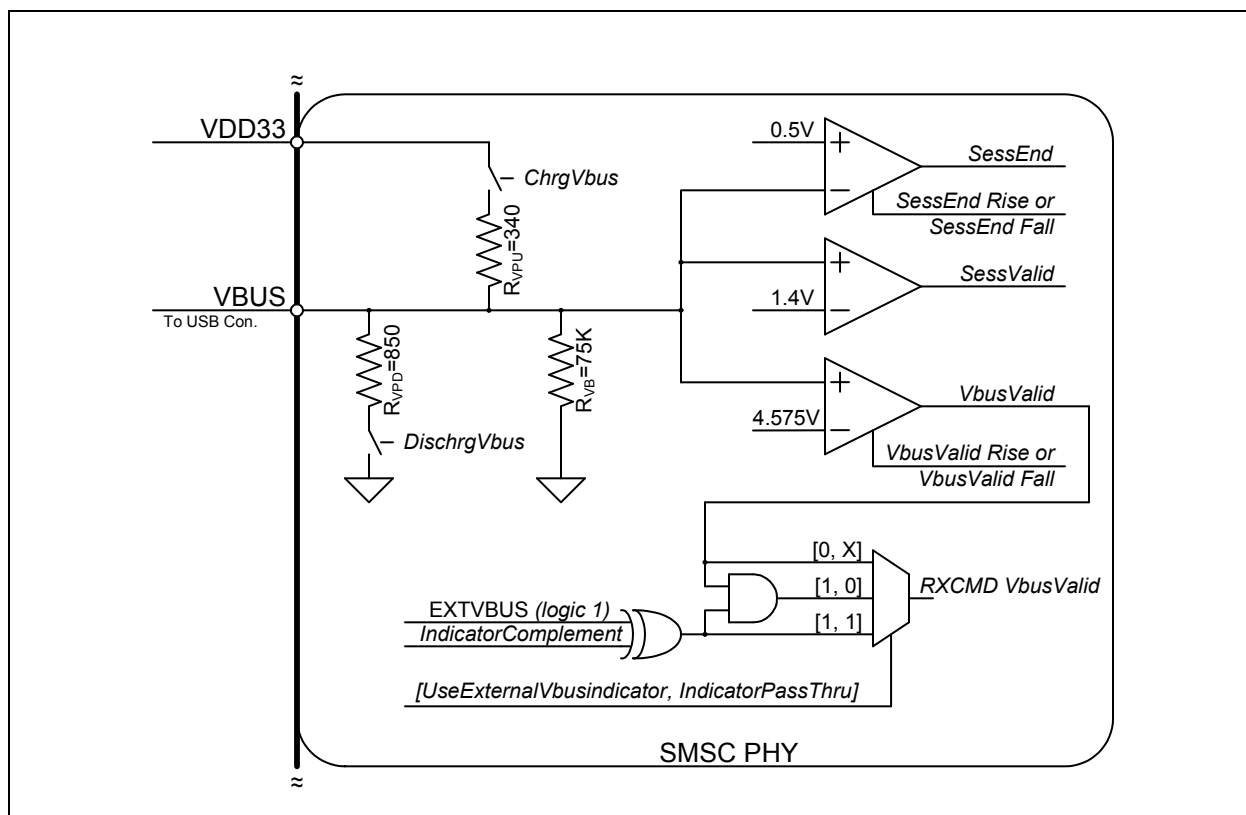 ≈
VDD33
0.5V
SessEnd
ChrgVbus
SessEnd Rise or
SessEnd Fall
RVPU=340
SessValid
VBUS
1.4V
To USB Con.
RVPD=850
RVB=75K
VbusValid
4.575V
DischrgVbus
VbusValid Rise or
VbusValid Fall
[0, X]
[1, 0]
RXCMD VbusValid
EXTVBUS (logic 1)
[1, 1]
IndicatorComplement
[UseExternalVbusindicator, IndicatorPassThru]
SMSC PHY
≈